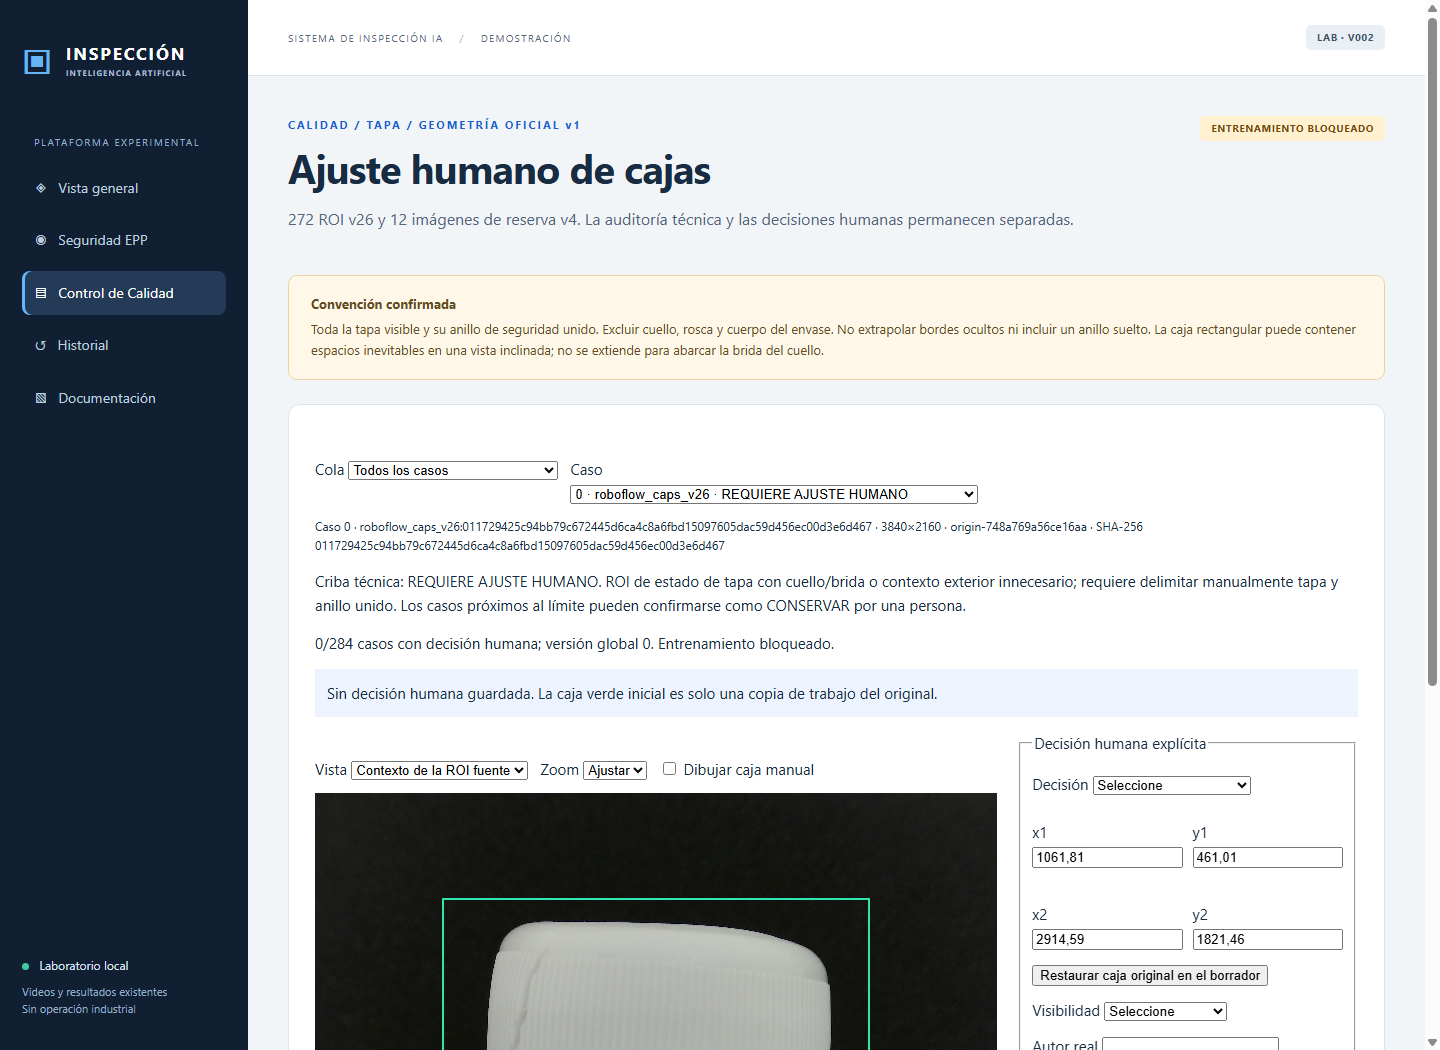 INSPECCIÓN
INTELIGENCIA ARTIFICIAL
PLATAFORMA EXPERIMENTAL
Vista general
Seguridad EPP
Control de Calidad
Historial
Documentación
Laboratorio local
Videos y resultados existentes
Sin operación industrial
SISTEMA DE INSPECCIÓN IA / DEMOSTRACIÓN
LAB · V002
CALIDAD / TAPA / GEOMETRÍA OFICIAL v1
ENTRENAMIENTO BLOQUEADO
Ajuste humano de cajas
272 ROI v26 y 12 imágenes de reserva v4. La auditoría técnica y las decisiones humanas permanecen separadas.
Convención confirmada
Toda la tapa visible y su anillo de seguridad unido. Excluir cuello, rosca y cuerpo del envase. No extrapolar bordes ocultos ni incluir un anillo suelto. La caja rectangular puede contener
espacios inevitables en una vista inclinada; no se extiende para abarcar la brida del cuello.
Cola Todos los casos Caso
0 · roboflow_caps_v26 · REQUIERE AJUSTE HUMANO
Caso 0 · roboflow_caps_v26:011729425c94bb79c672445d6ca4c8a6fbd15097605dac59d456ec00d3e6d467 · 3840×2160 · origin-748a769a56ce16aa · SHA-256
011729425c94bb79c672445d6ca4c8a6fbd15097605dac59d456ec00d3e6d467
Criba técnica: REQUIERE AJUSTE HUMANO. ROI de estado de tapa con cuello/brida o contexto exterior innecesario; requiere delimitar manualmente tapa y
anillo unido. Los casos próximos al límite pueden confirmarse como CONSERVAR por una persona.
0/284 casos con decisión humana; versión global 0. Entrenamiento bloqueado.
Sin decisión humana guardada. La caja verde inicial es solo una copia de trabajo del original.
Vista Contexto de la ROI fuente Zoom Ajustar Dibujar caja manual
Decisión humana explícita
Decisión Seleccione
x1 y1
1061,81 461,01
x2 y2
2914,59 1821,46
Restaurar caja original en el borrador
Visibilidad Seleccione
Autor real